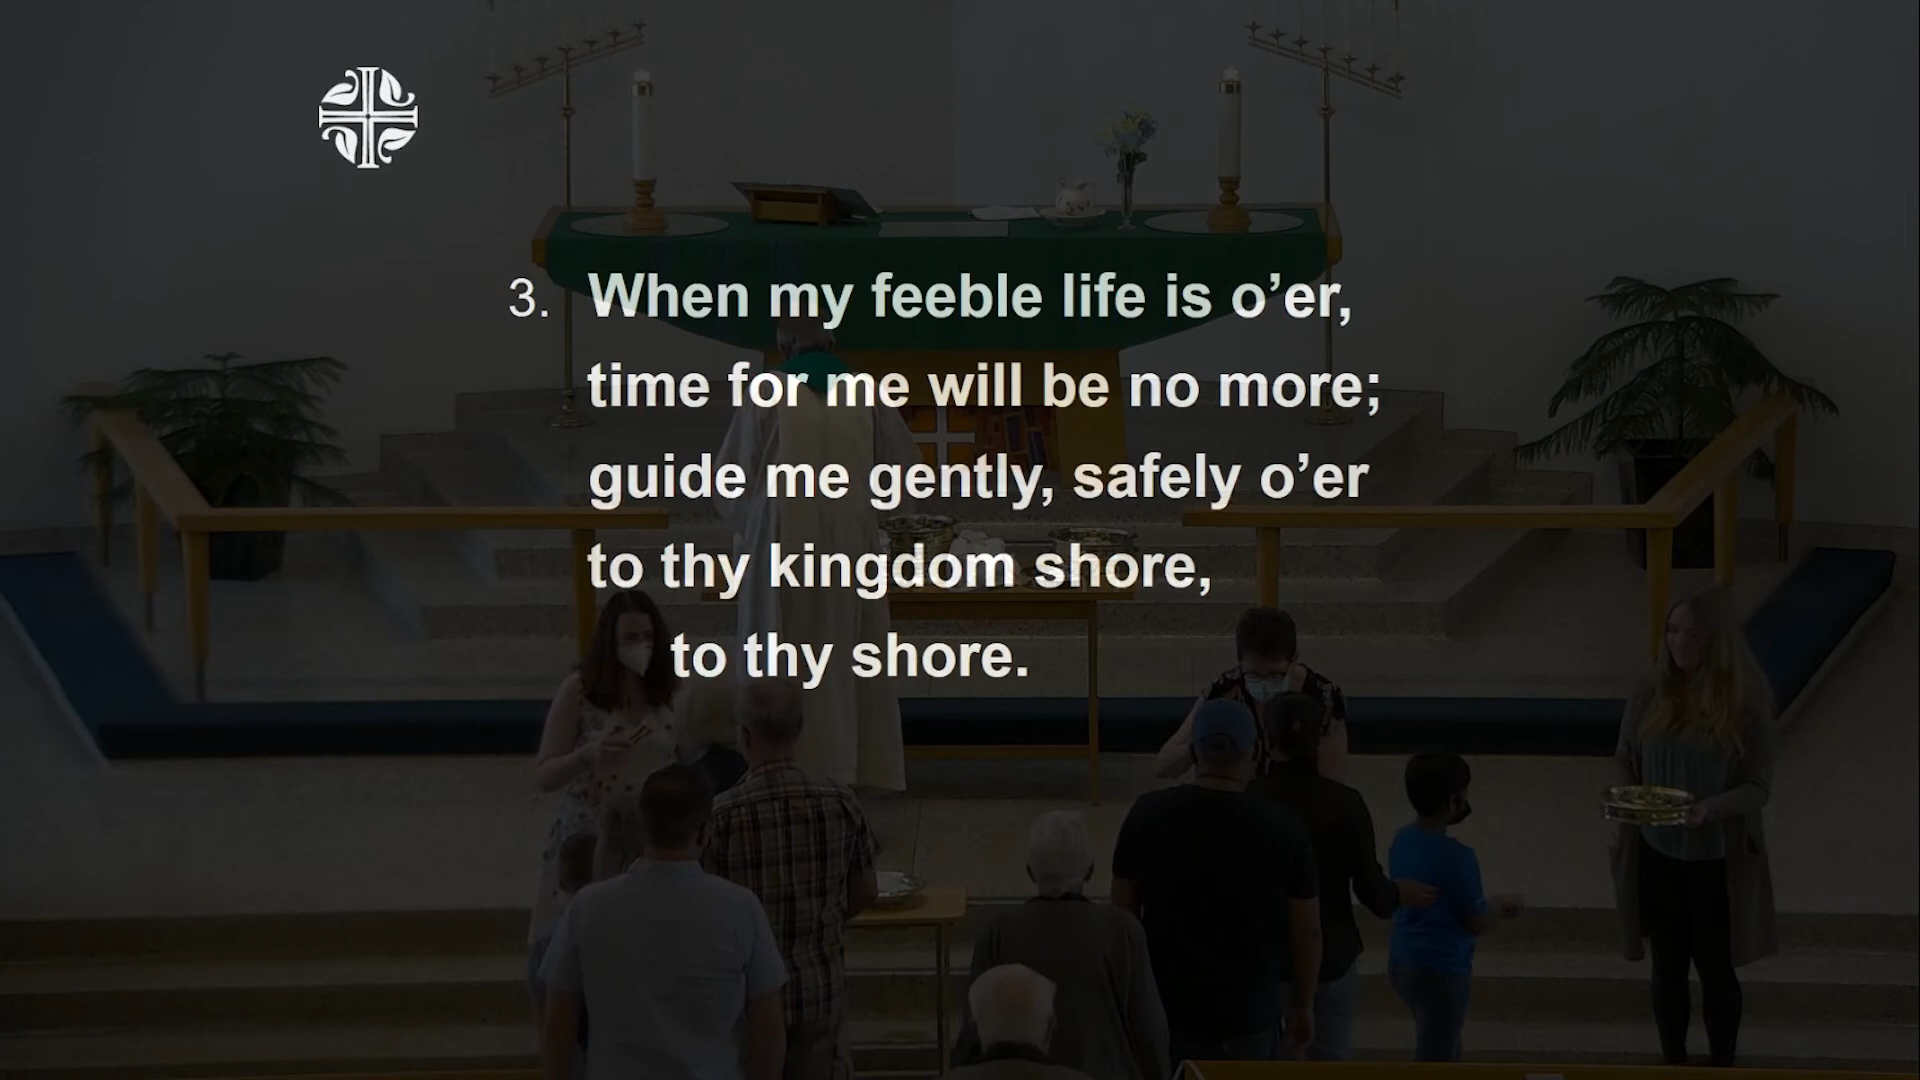 3. When my feeble life is o’er,
time for me will be no more;
guide me gently, safely o’er
to thy kingdom shore,
to thy shore.